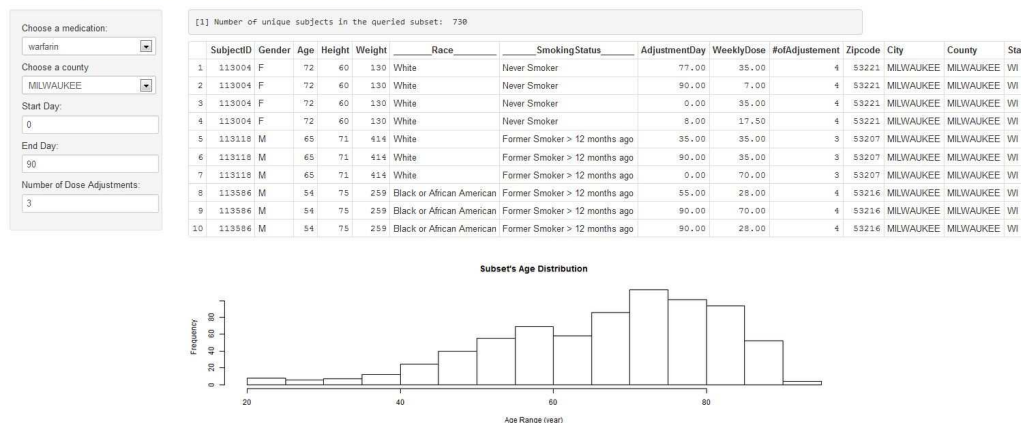 Choose a medication:
warfarin
Choose a county
MILWAUKEE
Start Day:
0
End Day:
90
Number of Dose Adjustments:
3
[1] Number of unique subjects in the queried subset: 730
SubjectID Gender Age Height Weight ________Race________ ______SmokingStatus______ AdjustmentDay WeeklyDose #ofAdjustement Zipcode City County Sta
1 113004 F 72 60 130 White Never Smoker 77.00 35.00 4 53221 MILWAUKEE MILWAUKEE WI
2 113004 F 72 60 130 White Never Smoker 90.00 7.00 4 53221 MILWAUKEE MILWAUKEE WI
3 113004 F 72 60 130 White Never Smoker 0.00 35.00 4 53221 MILWAUKEE MILWAUKEE WI
4 113004 F 72 60 130 White Never Smoker 8.00 17.50 4 53221 MILWAUKEE MILWAUKEE WI
5 113118 M 65 71 414 White Former Smoker > 12 months ago 35.00 35.00 3 53207 MILWAUKEE MILWAUKEE WI
6 113118 M 65 71 414 White Former Smoker > 12 months ago 90.00 35.00 3 53207 MILWAUKEE MILWAUKEE WI
7 113118 M 65 71 414 White Former Smoker > 12 months ago 0.00 70.00 3 53207 MILWAUKEE MILWAUKEE WI
8 113586 M 54 75 259 Black or African American Former Smoker > 12 months ago 55.00 28.00 4 53216 MILWAUKEE MILWAUKEE WI
9 113586 M 54 75 259 Black or African American Former Smoker > 12 months ago 90.00 70.00 4 53216 MILWAUKEE MILWAUKEE WI
10 113586 M 54 75 259 Black or African American Former Smoker > 12 months ago 90.00 28.00 4 53216 MILWAUKEE MILWAUKEE WI
Subset's Age Distribution
Frequency
80
60
40
20
0
20 40 60 80
Age Range (year)